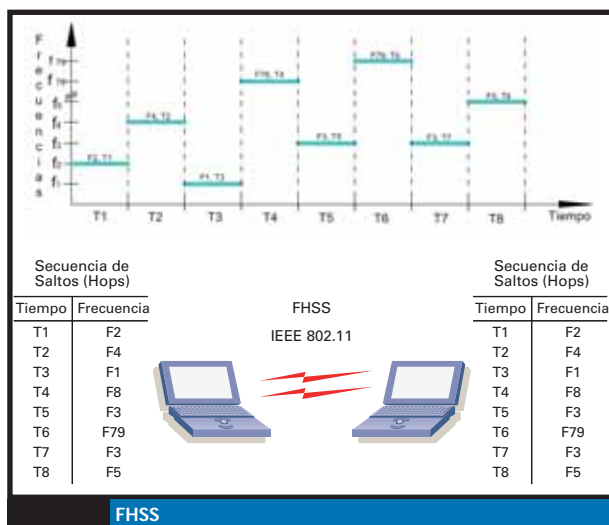 Frecuencias
f79
f78
f5
f4
f3
f2
f1
F2, T1
F4, T2
F1, T3
F78, T4
F3, T5
F79, T6
F3, T7
F5, T8
T1 T2 T3 T4 T5 T6 T7 T8 Tiempo
Secuencia de
Saltos (Hops)
Tiempo Frecuencia
T1 F2
T2 F4
T3 F1
T4 F8
T5 F3
T6 F79
T7 F3
T8 F5
FHSS
IEEE 802.11
Secuencia de
Saltos (Hops)
Tiempo Frecuencia
T1 F2
T2 F4
T3 F1
T4 F8
T5 F3
T6 F79
T7 F3
T8 F5
FHSS